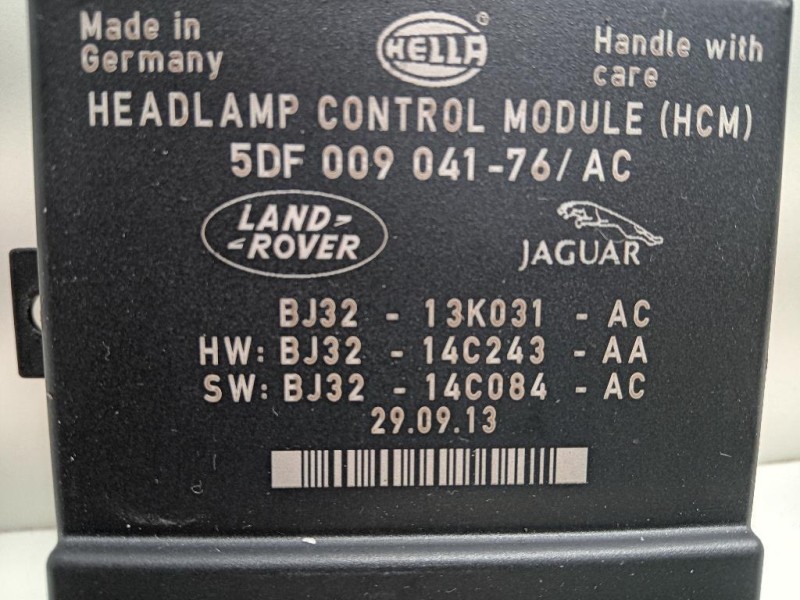 Made in
Germany
HELLA
®
Handle with
care
HEADLAMP CONTROL MODULE (HCM)
5DF 009 041-76/ AC
LAND-
-ROVER
JAGUAR
BJ32 - 13K031 - AC
HW: BJ32 - 14C243 - AA
SW: BJ32 - 14C084 - AC
29.09.13